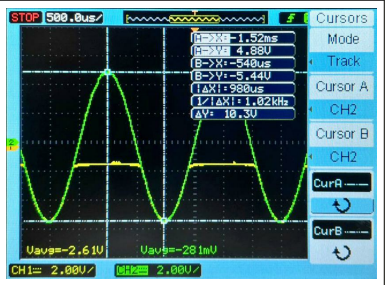 STOP 500.0us/ f
Cursors
A->X=-1.52ms
A->Y= 4.88V
B->X=-540us
B->Y=-5.44V
|ΔX|=980us
1/|ΔX|=1.02kHz
ΔY= 10.3V
Mode
Track
Cursor A
CH2
Cursor B
CH2
CurA
CurB
Vavg=-2.61V Vavg=-281mV
CH1 2.00V/ CH2 2.00V/